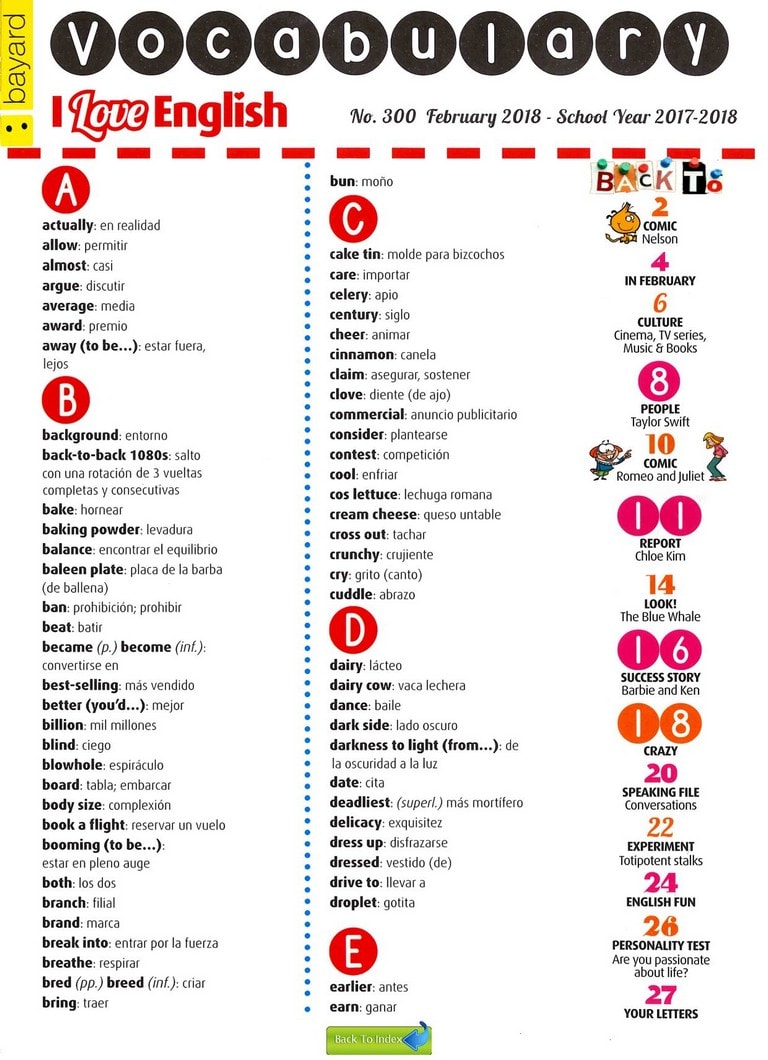 bayard
Vocabulary
I Love English
No. 300 February 2018 - School Year 2017-2018
A
actually: en realidad
allow: permitir
almost: casi
argue: discutir
average: media
award: premio
away (to be...): estar fuera,
lejos
B
background: entorno
back-to-back 1080s: salto
con una rotación de 3 vueltas
completas y consecutivas
bake: hornear
baking powder: levadura
balance: encontrar el equilibrio
baleen plate: placa de la barba
(de ballena)
ban: prohibición; prohibir
beat: batir
became (p.) become (inf.):
convertirse en
best-selling: más vendido
better (you'd...): mejor
billion: mil millones
blind: ciego
blowhole: espiráculo
board: tabla; embarcar
body size: complexión
book a flight: reservar un vuelo
booming (to be...):
estar en pleno auge
both: los dos
branch: filial
brand: marca
break into: entrar por la fuerza
breathe: respirar
bred (pp.) breed (inf.): criar
bring: traer
bun: moño
C
cake tin: molde para bizcochos
care: importar
celery: apio
century: siglo
cheer: animar
cinnamon: canela
claim: asegurar, sostener
clove: diente (de ajo)
commercial: anuncio publicitario
consider: plantearse
contest: competición
cool: enfriar
cos lettuce: lechuga romana
cream cheese: queso untable
cross out: tachar
crunchy: crujiente
cry: grito (canto)
cuddle: abrazo
D
dairy: lácteo
dairy cow: vaca lechera
dance: baile
dark side: lado oscuro
darkness to light (from...): de
la oscuridad a la luz
date: cita
deadliest: (superl.) más mortífero
delicacy: exquisitez
dress up: disfrazarse
dressed: vestido (de)
drive to: llevar a
droplet: gotita
E
earlier: antes
earn: ganar
Back To Index
BACK To
2
COMIC
Nelson
4
IN FEBRUARY
6
CULTURE
Cinema, TV series,
Music & Books
8
PEOPLE
Taylor Swift
10
COMIC
Romeo and Juliet
11
REPORT
Chloe Kim
14
LOOK!
The Blue Whale
16
SUCCESS STORY
Barbie and Ken
18
CRAZY
20
SPEAKING FILE
Conversations
22
EXPERIMENT
Totipotent stalks
24
ENGLISH FUN
26
PERSONALITY TEST
Are you passionate
about life?
27
YOUR LETTERS